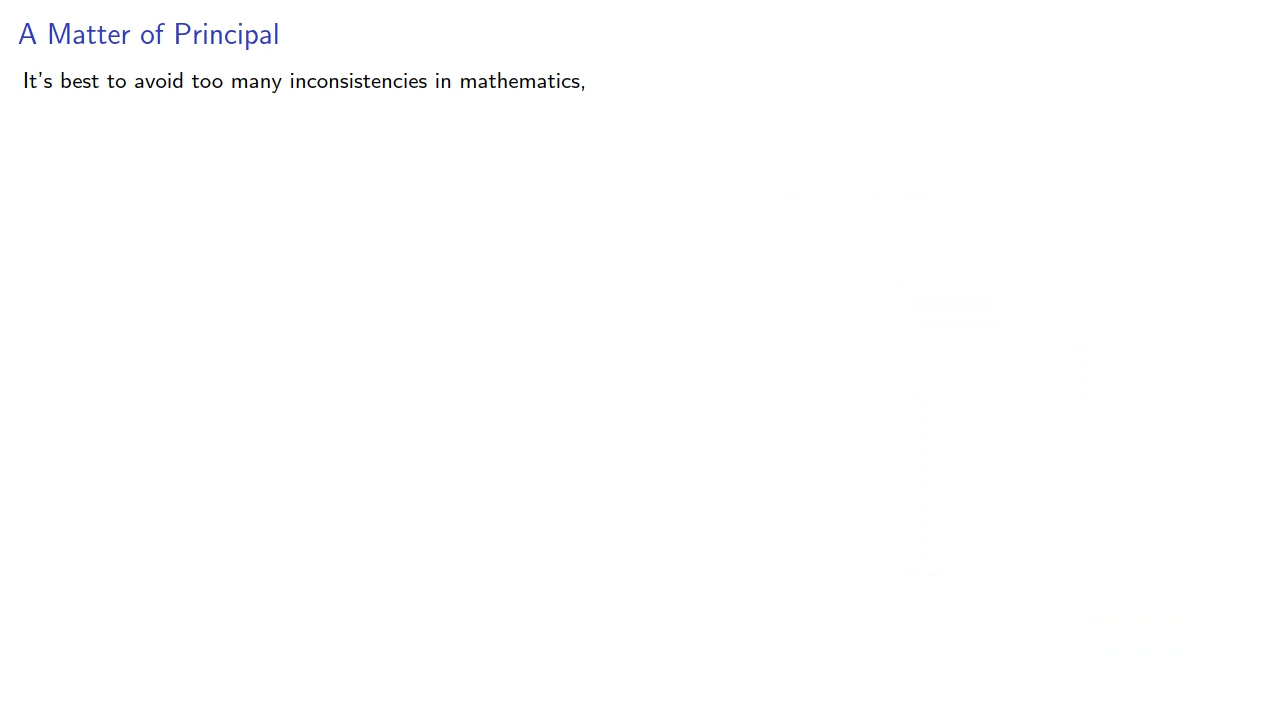 A Matter of Principal
It's best to avoid too many inconsistencies in mathematics,